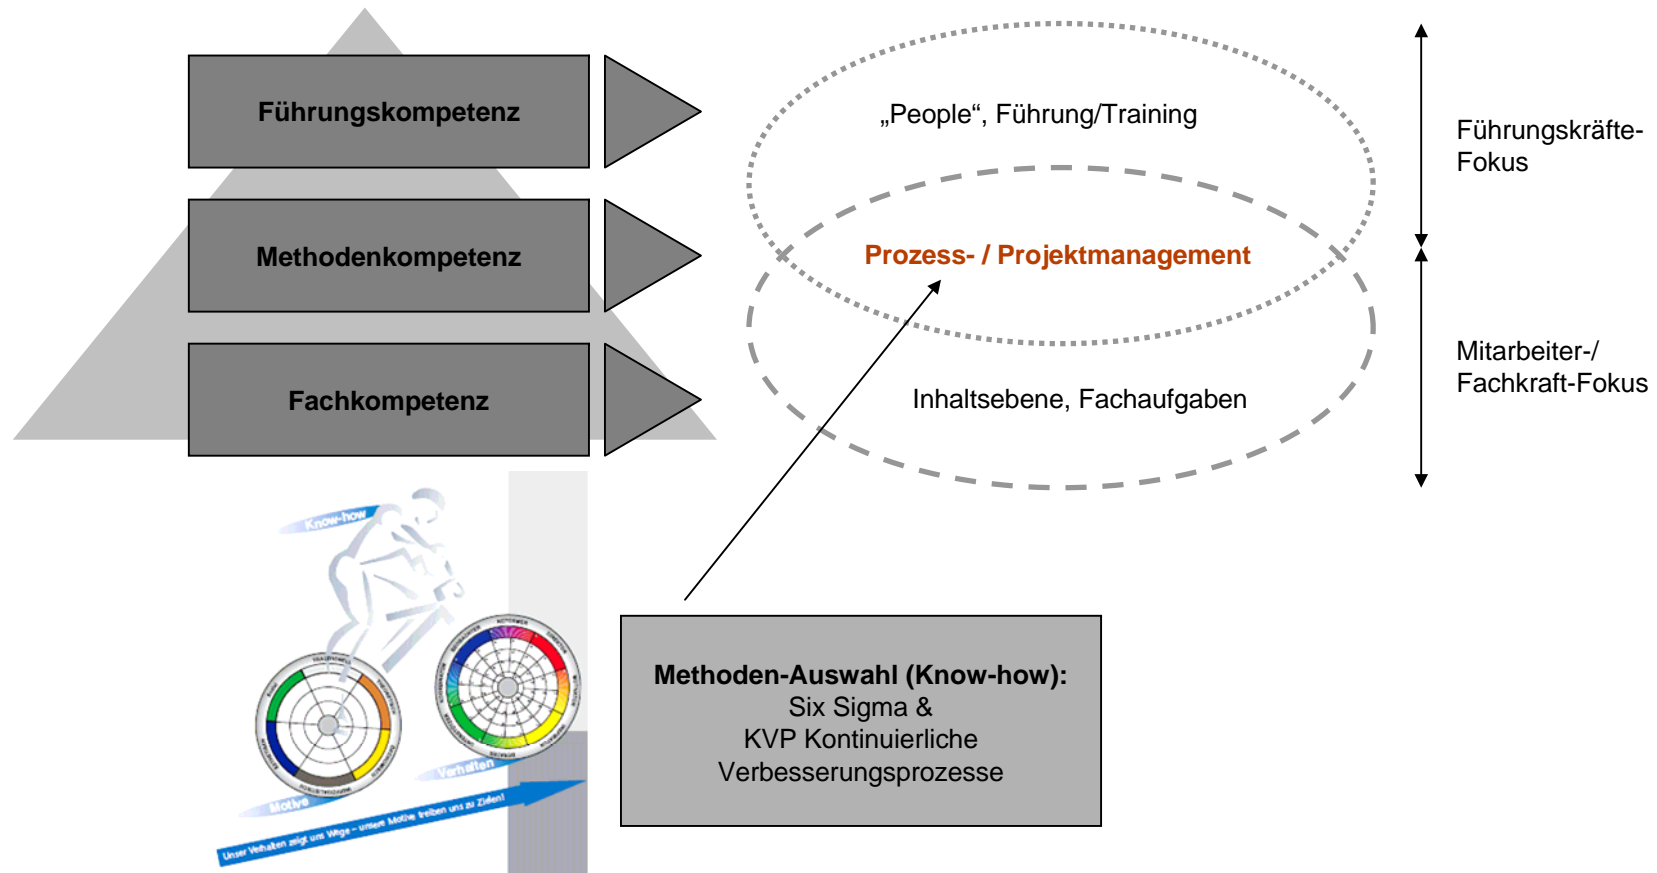 Führungskompetenz
„People“, Führung/Training
Führungskräfte-
Fokus
Methodenkompetenz
Prozess- / Projektmanagement
Mitarbeiter-/
Fachkraft-Fokus
Fachkompetenz
Inhaltsebene, Fachaufgaben
Know-how
Verhalten
Motive
Unser Verhalten zeigt uns Wege – unsere Motive treiben uns zu Zielen!
Methoden-Auswahl (Know-how):
Six Sigma &
KVP Kontinuierliche
Verbesserungsprozesse